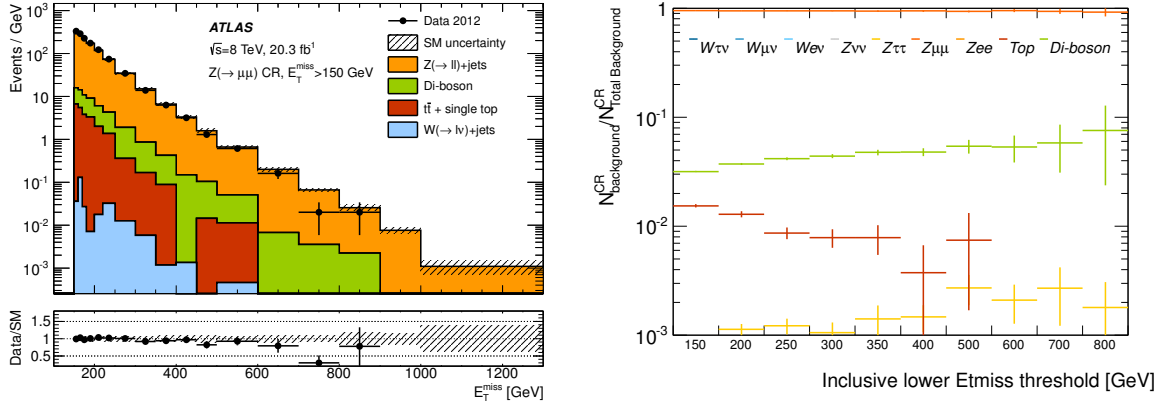 Events / GeV
10³
10²
10
1
10⁻¹
10⁻²
10⁻³
ATLAS
√s=8 TeV, 20.3 fb¹
Z(→ μμ) CR, E_T^miss>150 GeV
Data 2012
SM uncertainty
Z(→ ll)+jets
Di-boson
tt̄ + single top
W(→ lν)+jets
Data/SM
1.5
1
0.5
200 400 600 800 1000 1200
E_T^miss [GeV]
N^CR_background/N^CR_Total Background
1
10⁻¹
10⁻²
10⁻³
Wτν Wμν Weν Zνν Zττ Zμμ Zee Top Di-boson
150 200 250 300 350 400 500 600 700 800
Inclusive lower Etmiss threshold [GeV]